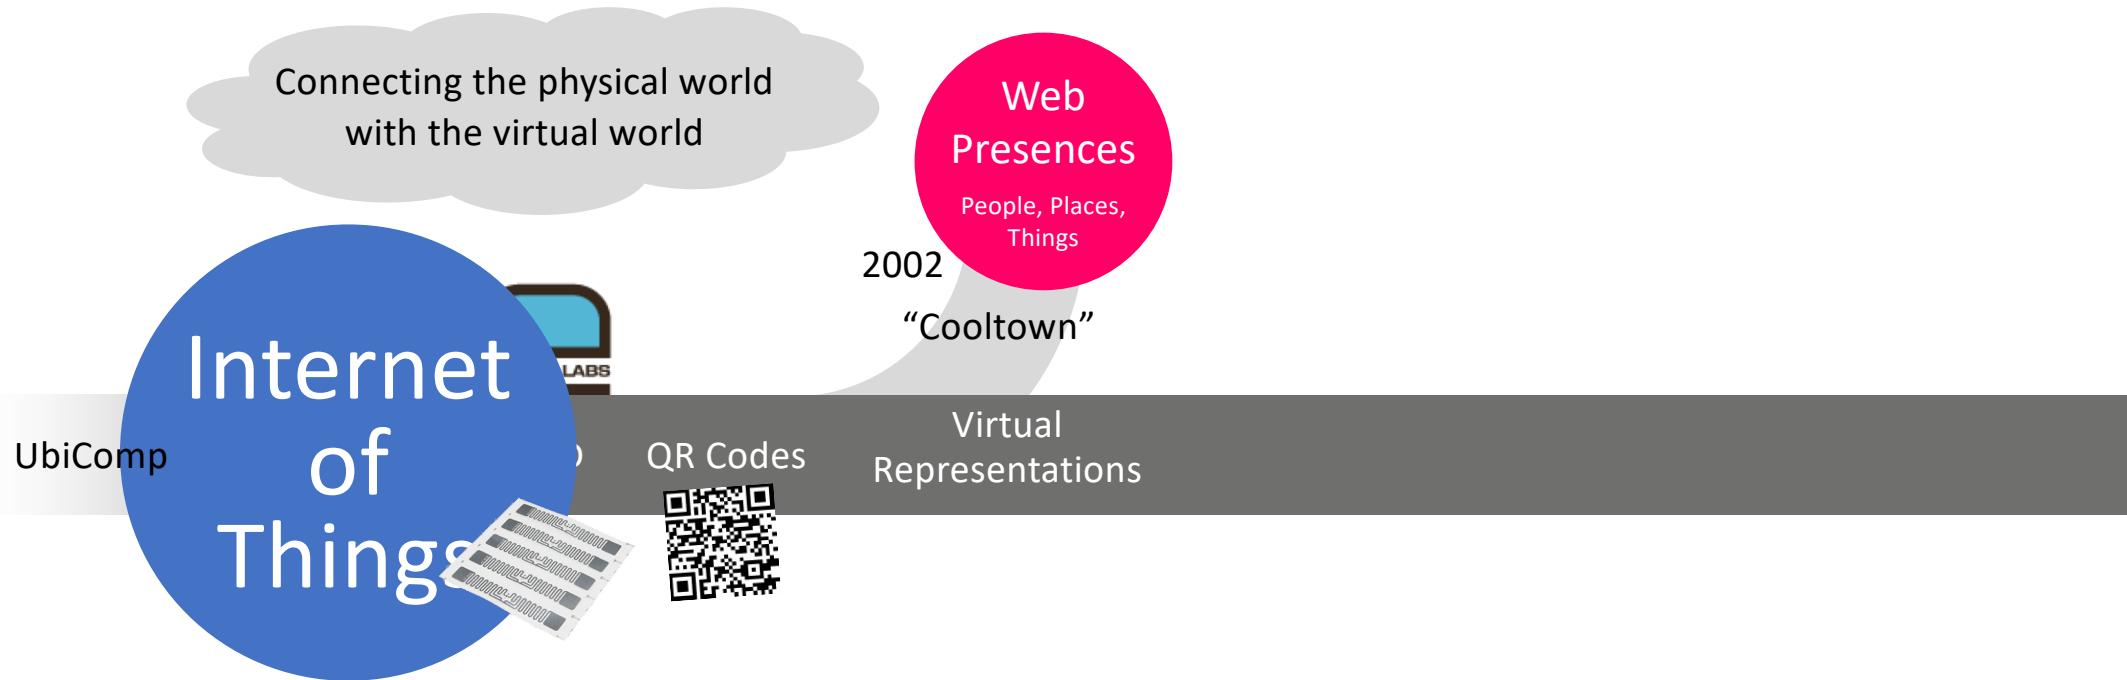 Connecting the physical world
with the virtual world
Web
Presences
People, Places,
Things
2002
“Cooltown”
LABS
Internet
of
Things
UbiComp
QR Codes
Virtual
Representations